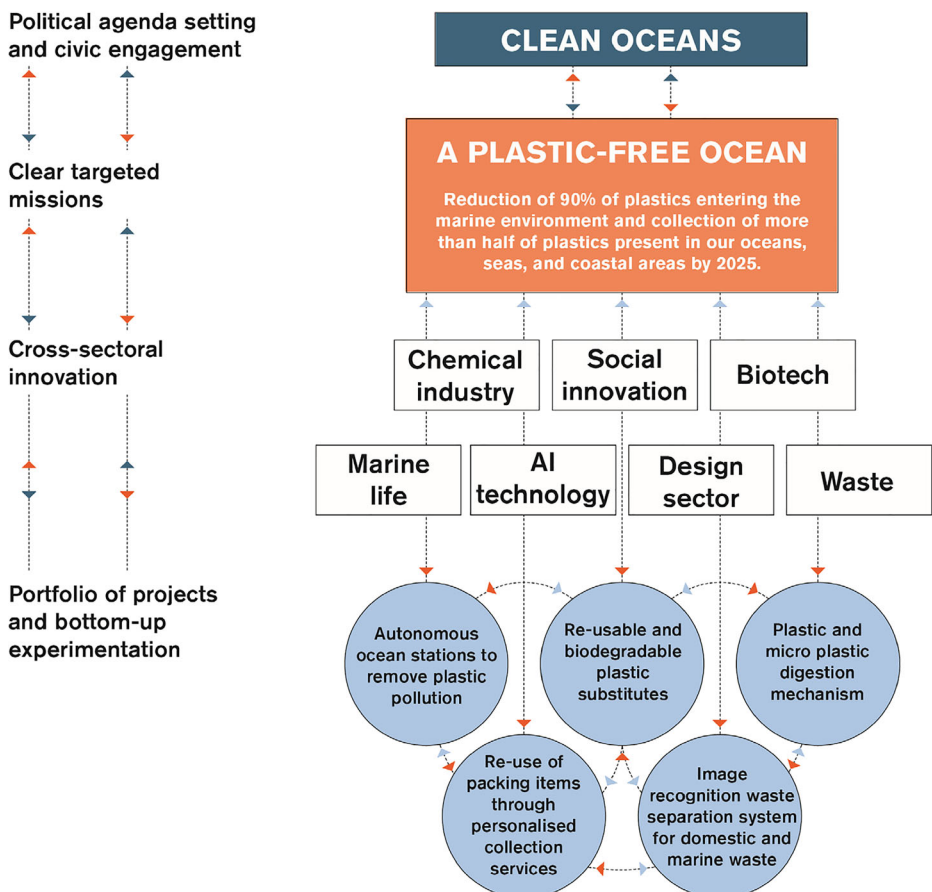 Political agenda setting
and civic engagement
Clear targeted
missions
Cross-sectoral
innovation
Portfolio of projects
and bottom-up
experimentation
CLEAN OCEANS
A PLASTIC-FREE OCEAN
Reduction of 90% of plastics entering the
marine environment and collection of more
than half of plastics present in our oceans,
seas, and coastal areas by 2025.
Chemical
industry
Social
innovation
Biotech
Marine
life
AI
technology
Design
sector
Waste
Autonomous
ocean stations to
remove plastic
pollution
Re-usable and
biodegradable
plastic
substitutes
Plastic and
micro plastic
digestion
mechanism
Re-use of
packing items
through
personalised
collection
services
Image
recognition waste
separation system
for domestic and
marine waste